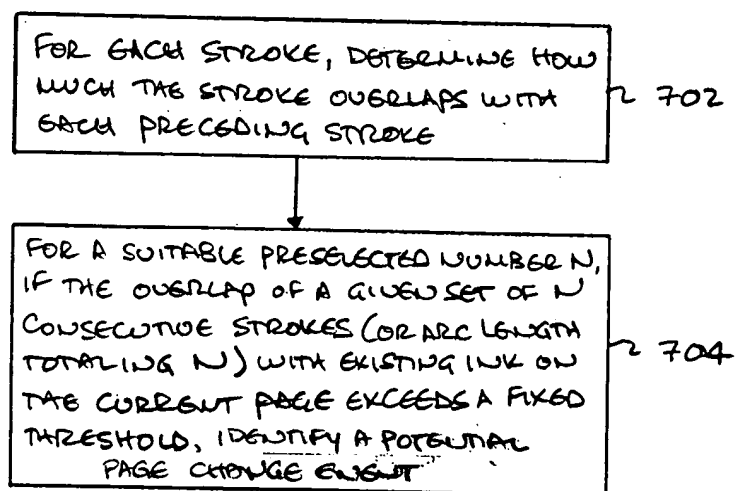 FOR EACH STROKE, DETERMINE HOW
MUCH THE STROKE OVERLAPS WITH
EACH PRECEDING STROKE
702
FOR A SUITABLE PRESELECTED NUMBER N,
IF THE OVERLAP OF A GIVEN SET OF N
CONSECUTIVE STROKES (OR ARC LENGTH
TOTALING N) WITH EXISTING INK ON
THE CURRENT PAGE EXCEEDS A FIXED
THRESHOLD, IDENTIFY A POTENTIAL
PAGE CHANGE EVENT
704